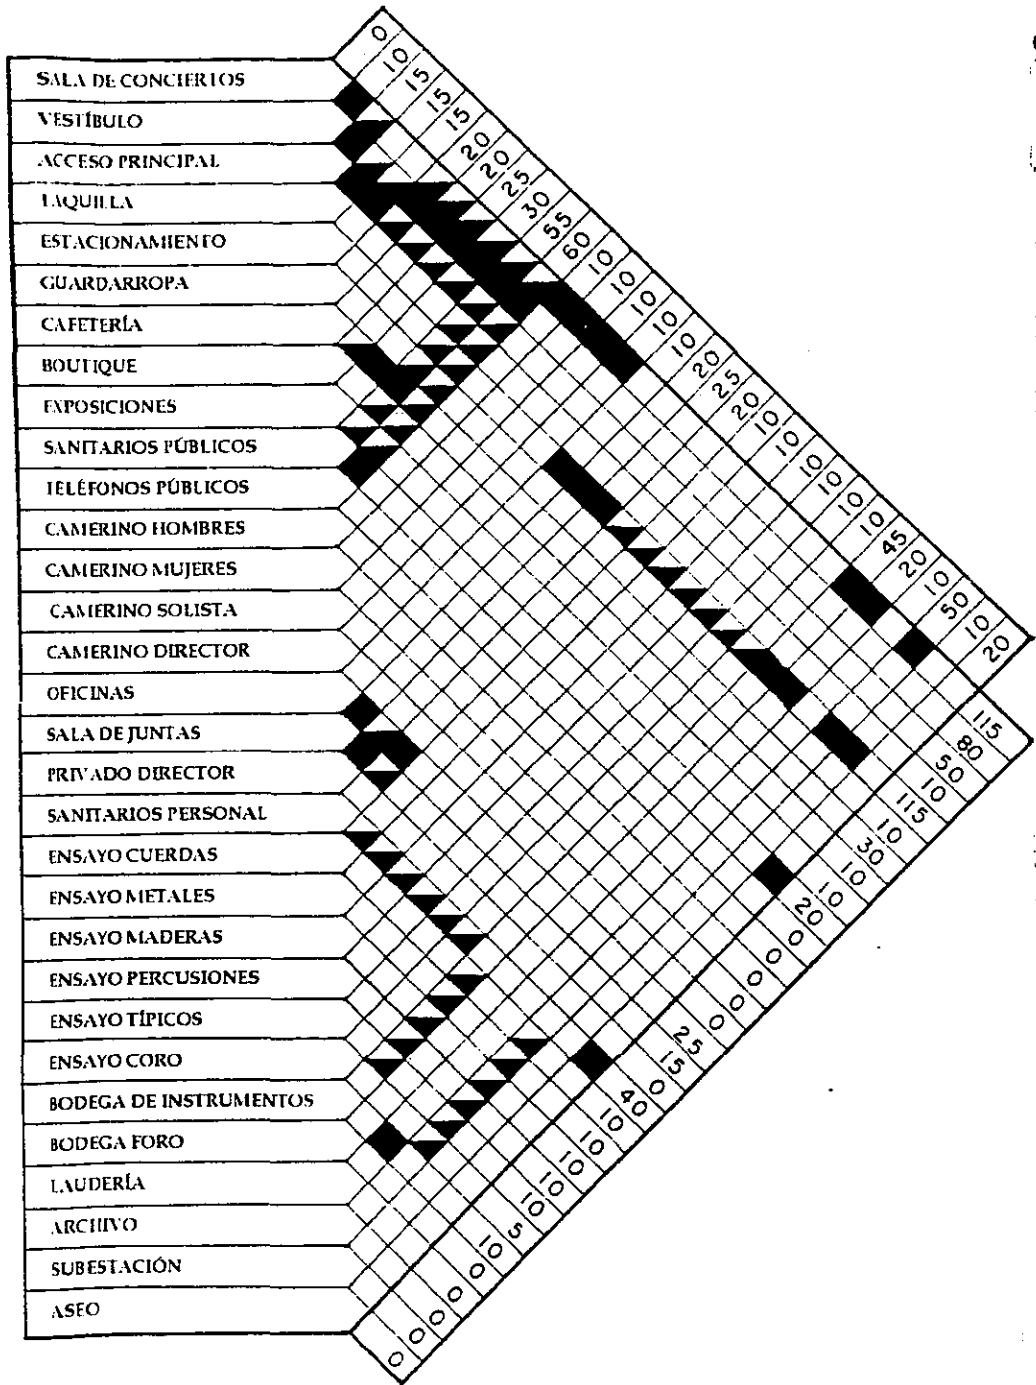 SALA DE CONCIERTOS
VESTÍBULO
ACCESO PRINCIPAL
TAQUILLA
ESTACIONAMIENTO
GUARDARROPA
CAFETERÍA
BOUTIQUE
EXPOSICIONES
SANITARIOS PÚBLICOS
TELÉFONOS PÚBLICOS
CAMERINO HOMBRES
CAMERINO MUJERES
CAMERINO SOLISTA
CAMERINO DIRECTOR
OFICINAS
SALA DE JUNTAS
PRIVADO DIRECTOR
SANITARIOS PERSONAL
ENSAYO CUERDAS
ENSAYO METALES
ENSAYO MADERAS
ENSAYO PERCUSIONES
ENSAYO TÍPICOS
ENSAYO CORO
BODEGA DE INSTRUMENTOS
BODEGA FORO
LAUDERÍA
ARCHIVO
SUBESTACIÓN
ASEO
0
10
15
15
15
20
20
25
30
55
60
10
10
10
10
10
20
25
20
10
10
10
10
10
10
45
20
10
50
10
20
115
80
50
10
115
10
30
10
10
20
0
0
0
0
0
25
15
0
40
10
10
10
10
10
5
10
0
0
0
0
0